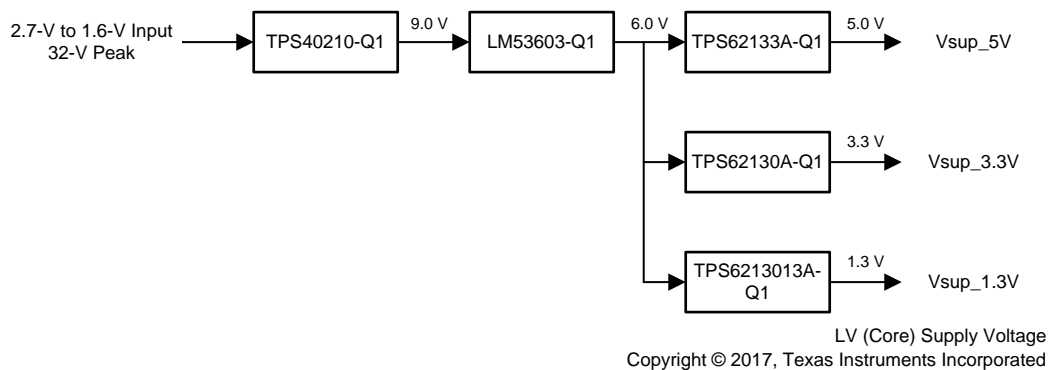 2.7-V to 1.6-V Input
32-V Peak
TPS40210-Q1
9.0 V
LM53603-Q1
6.0 V
TPS62133A-Q1
5.0 V
Vsup_5V
TPS62130A-Q1
3.3 V
Vsup_3.3V
TPS6213013A-
Q1
1.3 V
Vsup_1.3V
LV (Core) Supply Voltage
Copyright © 2017, Texas Instruments Incorporated